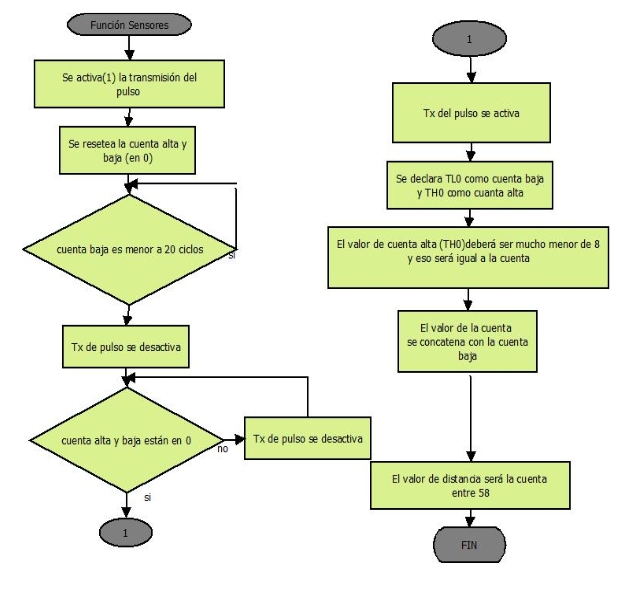 Función Sensores
Se activa(1) la transmisión del
pulso
Se resetea la cuenta alta y
baja (en 0)
cuenta baja es menor a 20 ciclos
si
Tx de pulso se desactiva
cuenta alta y baja están en 0
no
Tx de pulso se desactiva
si
1
1
Tx del pulso se activa
Se declara TL0 como cuenta baja
y TH0 como cuanta alta
El valor de cuenta alta (TH0)deberá ser mucho menor de 8
y eso será igual a la cuenta
El valor de la cuenta
se concatena con la cuenta
baja
El valor de distancia será la cuenta
entre 58
FIN